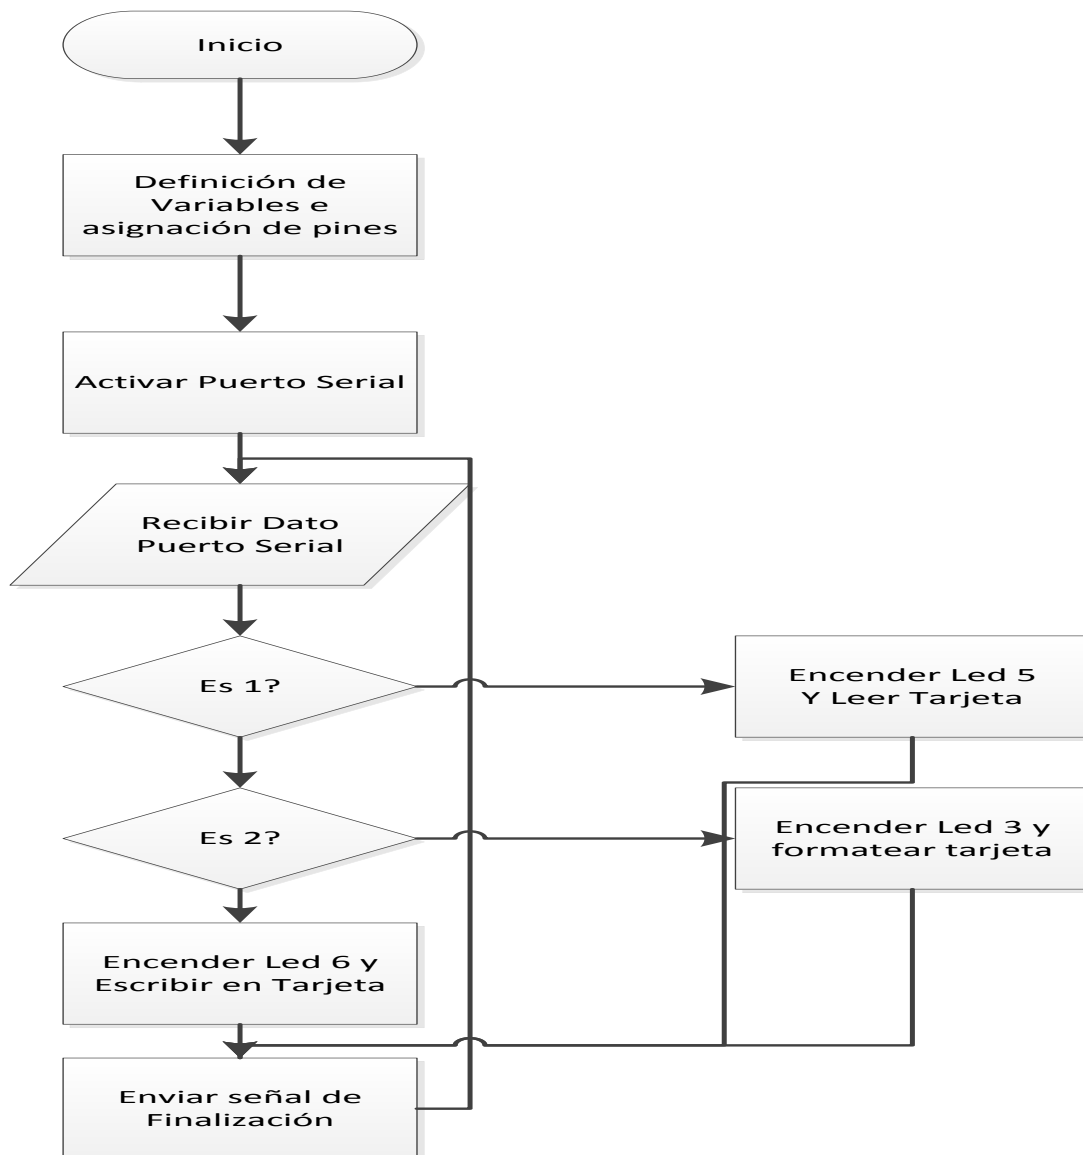 Inicio
Definición de
Variables e
asignación de pines
Activar Puerto Serial
Recibir Dato
Puerto Serial
Es 1?
Encender Led 5
Y Leer Tarjeta
Es 2?
Encender Led 3 y
formatear tarjeta
Encender Led 6 y
Escribir en Tarjeta
Enviar señal de
Finalización